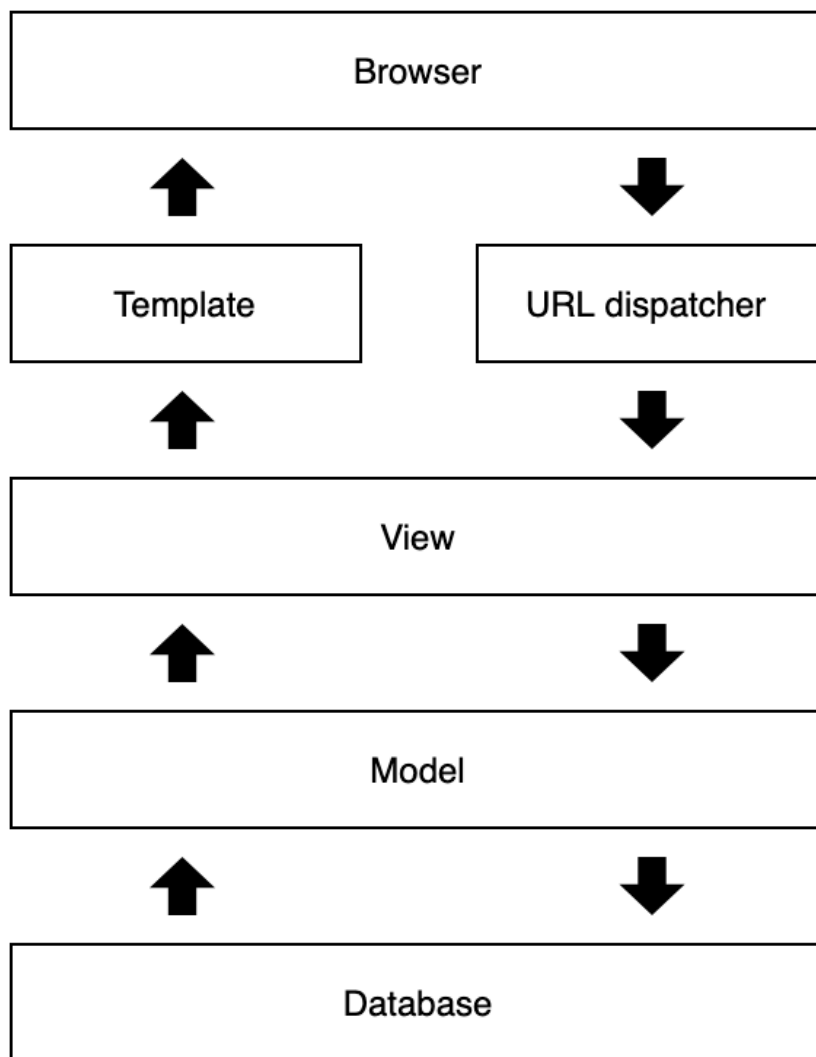 Browser
Template
URL dispatcher
View
Model
Database